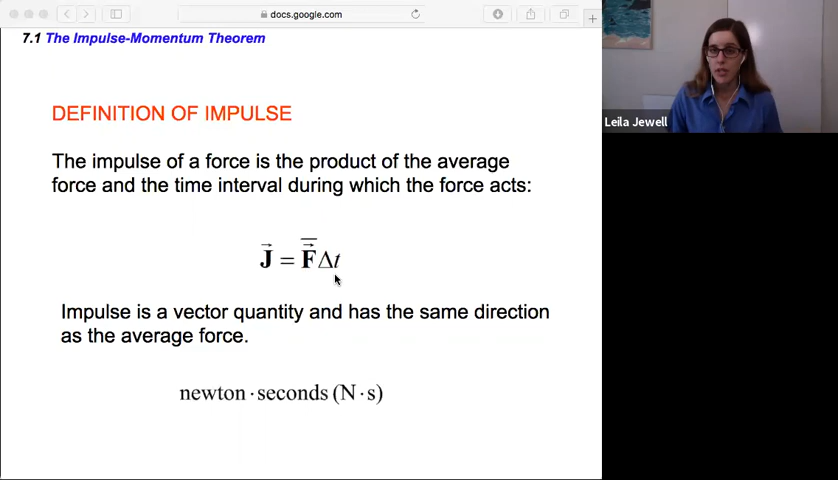 docs.google.com
7.1 The Impulse-Momentum Theorem
Leila Jewell
DEFINITION OF IMPULSE
The impulse of a force is the product of the average
force and the time interval during which the force acts:
J⃗ = F⃗̅ Δt
Impulse is a vector quantity and has the same direction
as the average force.
newton · seconds (N · s)